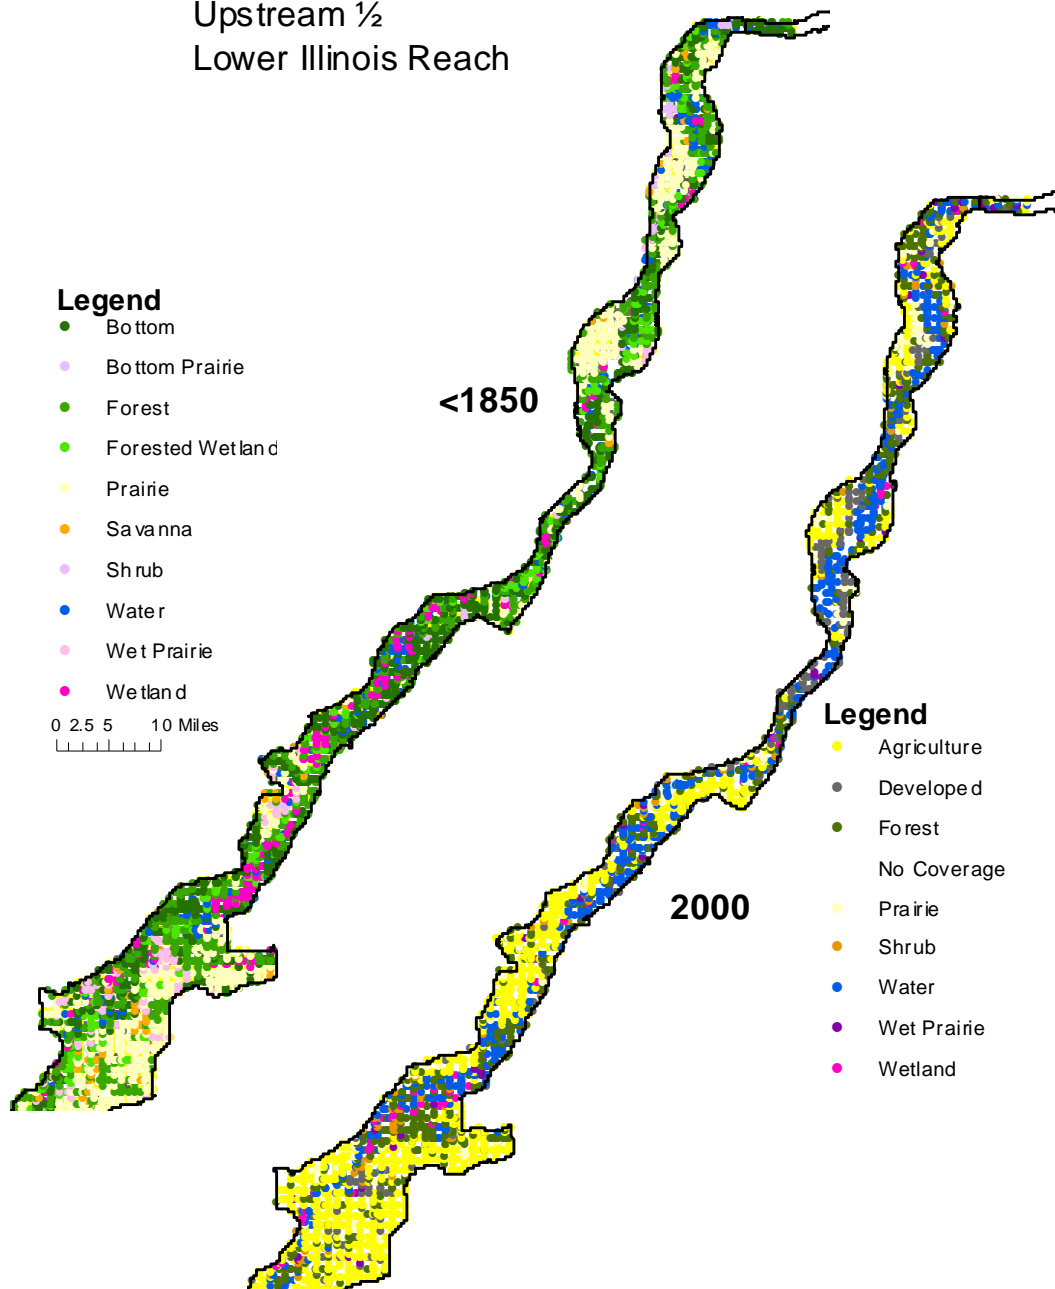 Upstream ½
Lower Illinois Reach
Legend
Bottom
Bottom Prairie
Forest
Forested Wetland
Prairie
Savanna
Shrub
Water
Wet Prairie
Wetland
0 2.5 5 10 Miles
<1850
Legend
Agriculture
Developed
Forest
No Coverage
Prairie
Shrub
Water
Wet Prairie
Wetland
2000